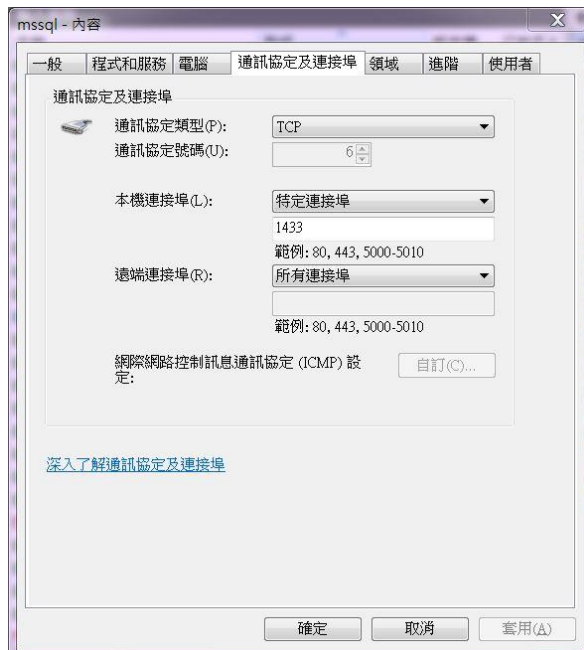 mssql - 內容
一般 程式和服務 電腦 通訊協定及連接埠 領域 進階 使用者
通訊協定及連接埠
通訊協定類型(P): TCP
通訊協定號碼(U): 6
本機連接埠(L): 特定連接埠
1433
範例: 80, 443, 5000-5010
遠端連接埠(R): 所有連接埠
範例: 80, 443, 5000-5010
網際網路控制訊息通訊協定 (ICMP) 設
定: 自訂(C)...
深入了解通訊協定及連接埠
確定 取消 套用(A)